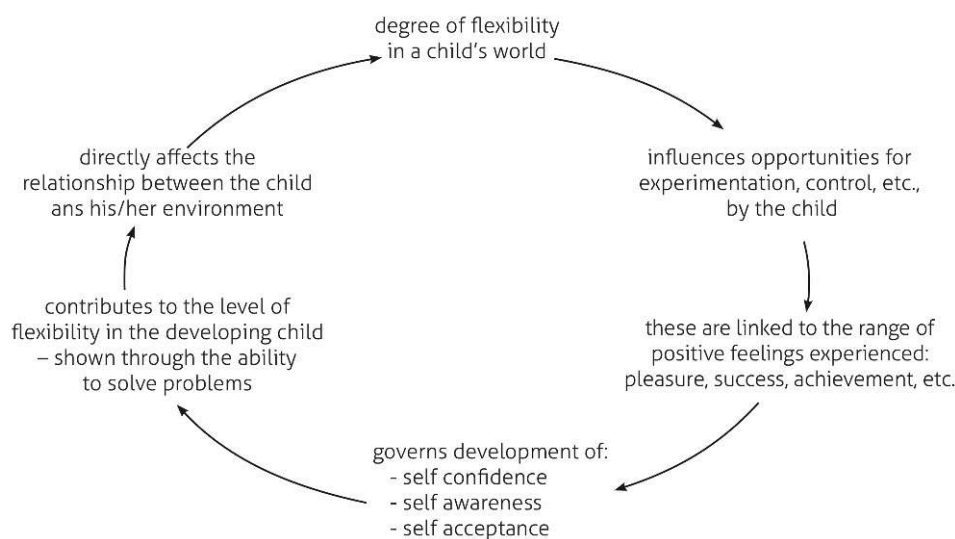 degree of flexibility
in a child's world
influences opportunities for
experimentation, control, etc.,
by the child
these are linked to the range of
positive feelings experienced:
pleasure, success, achievement, etc.
governs development of:
- self confidence
- self awareness
- self acceptance
contributes to the level of
flexibility in the developing child
– shown through the ability
to solve problems
directly affects the
relationship between the child
ans his/her environment